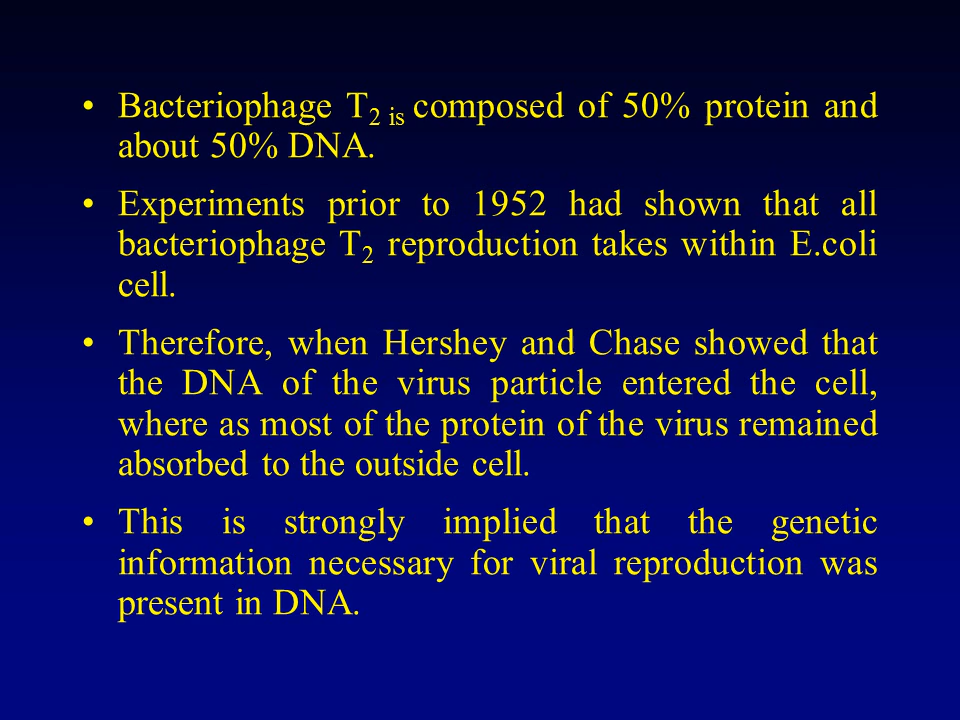 • Bacteriophage T2 is composed of 50% protein and
about 50% DNA.
• Experiments prior to 1952 had shown that all
bacteriophage T2 reproduction takes within E.coli
cell.
• Therefore, when Hershey and Chase showed that
the DNA of the virus particle entered the cell,
where as most of the protein of the virus remained
absorbed to the outside cell.
• This is strongly implied that the genetic
information necessary for viral reproduction was
present in DNA.